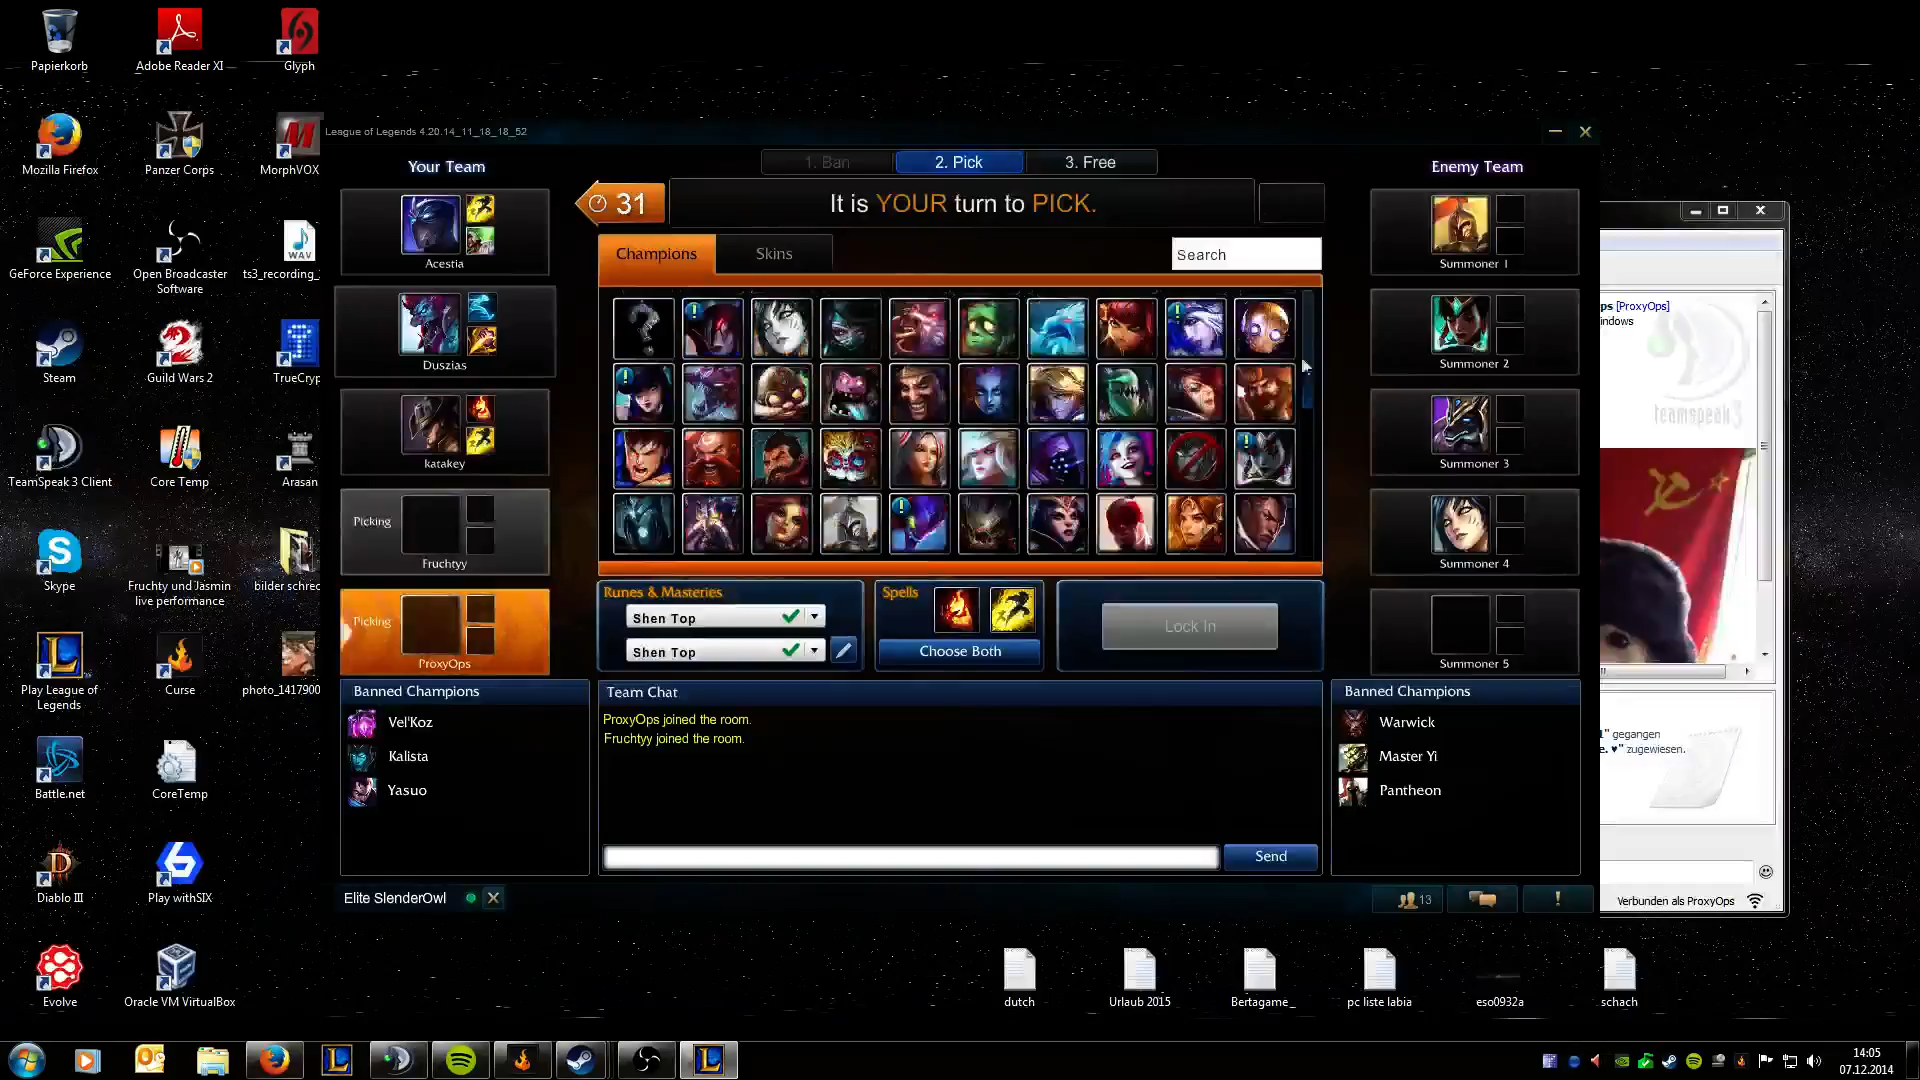 Papierkorb
Adobe Reader XI
Glyph
Mozilla Firefox
Panzer Corps
MorphVOX
GeForce Experience
Open Broadcaster Software
ts3_recording_
WAV
Steam
Guild Wars 2
TrueCryp
TeamSpeak 3 Client
Core Temp
Arasan
Skype
Fruchty und Jasmin live performance
bilder schrec
Play League of Legends
Curse
photo_1417900
Battle.net
CoreTemp
Diablo III
Play withSIX
Evolve
Oracle VM VirtualBox
League of Legends 4.20.14_11_18_18_52
Your Team
1. Ban
2. Pick
3. Free
Enemy Team
31
It is YOUR turn to PICK.
Champions
Skins
Search
Acestia
Duszias
katakey
Picking
Fruchtyy
Picking
ProxyOps
Summoner 1
Summoner 2
Summoner 3
Summoner 4
Summoner 5
Runes & Masteries
Shen Top
Shen Top
Spells
Choose Both
Lock In
Banned Champions
Vel'Koz
Kalista
Yasuo
Team Chat
ProxyOps joined the room.
Fruchtyy joined the room.
Send
Banned Champions
Warwick
Master Yi
Pantheon
Elite SlenderOwl
13
ps [ProxyOps]
indows
teamspeak 3
1" gegangen
e. ♥" zugewiesen.
Verbunden als ProxyOps
dutch
Urlaub 2015
Bertagame_
pc liste labia
eso0932a
schach
14:05
07.12.2014